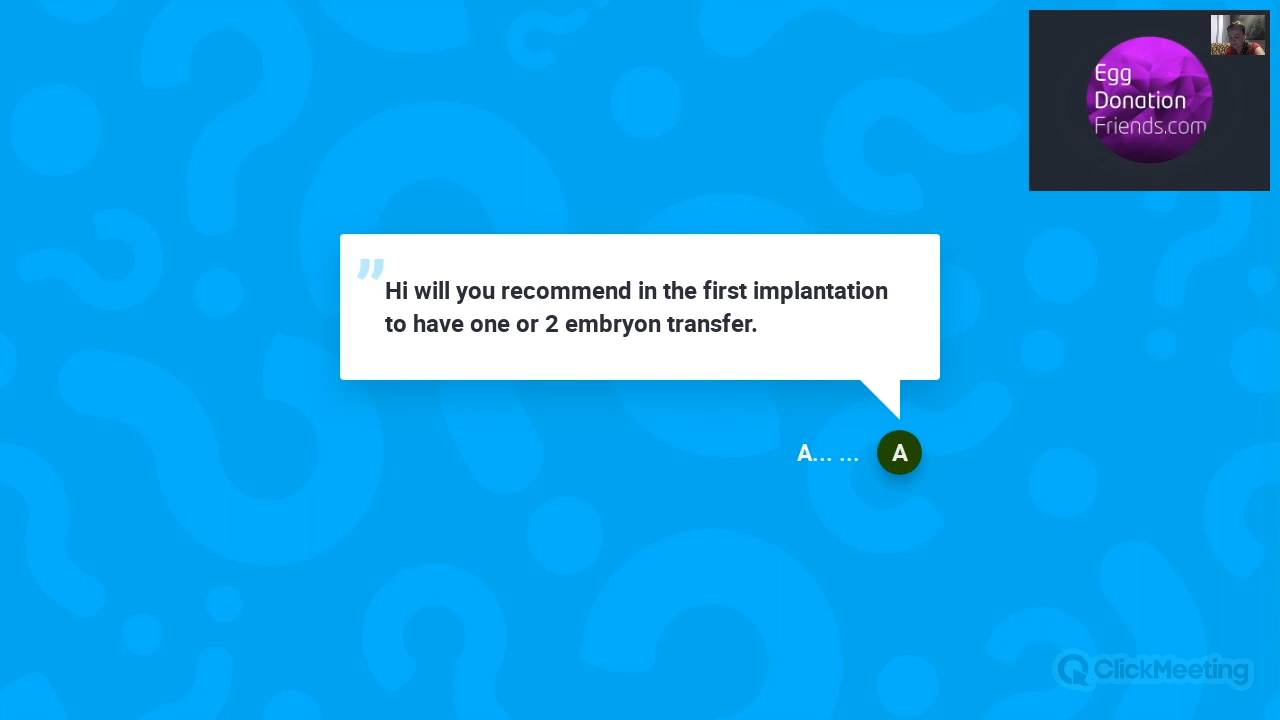 Egg
Donation
Friends.com
”
Hi will you recommend in the first implantation
to have one or 2 embryon transfer.
A... ...
A
ClickMeeting